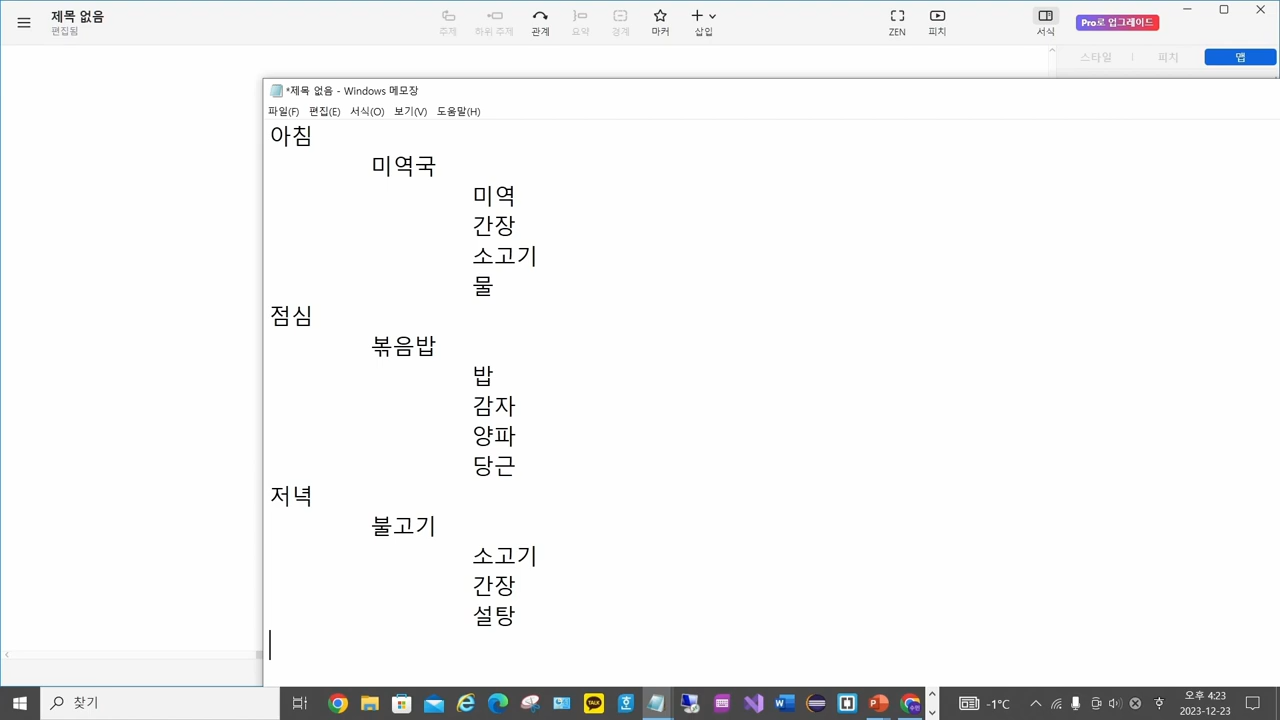 제목 없음
편집됨
주제
하위 주제
관계
요약
경계
마커
삽입
ZEN
피치
서식
Pro로 업그레이드
스타일
피치
맵
*제목 없음 - Windows 메모장
파일(F) 편집(E) 서식(O) 보기(V) 도움말(H)
아침
미역국
미역
간장
소고기
물
점심
볶음밥
밥
감자
양파
당근
저녁
불고기
소고기
간장
설탕
찾기
TALK
-1°C
오후 4:23
2023-12-23